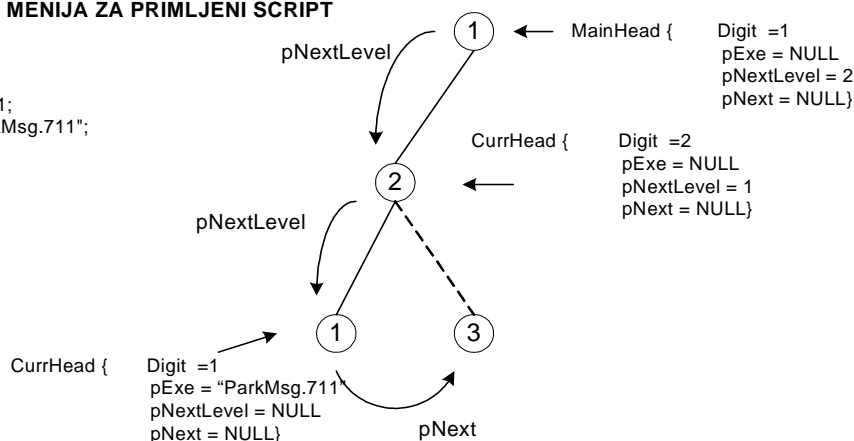 MENIJA ZA PRIMLJENI SCRIPT
1;
Msg.711";
pNextLevel
1
MainHead { Digit =1
pExe = NULL
pNextLevel = 2
pNext = NULL}
CurrHead { Digit =2
pExe = NULL
pNextLevel = 1
pNext = NULL}
2
pNextLevel
1
3
CurrHead { Digit =1
pExe = “ParkMsg.711”
pNextLevel = NULL
pNext = NULL}
pNext